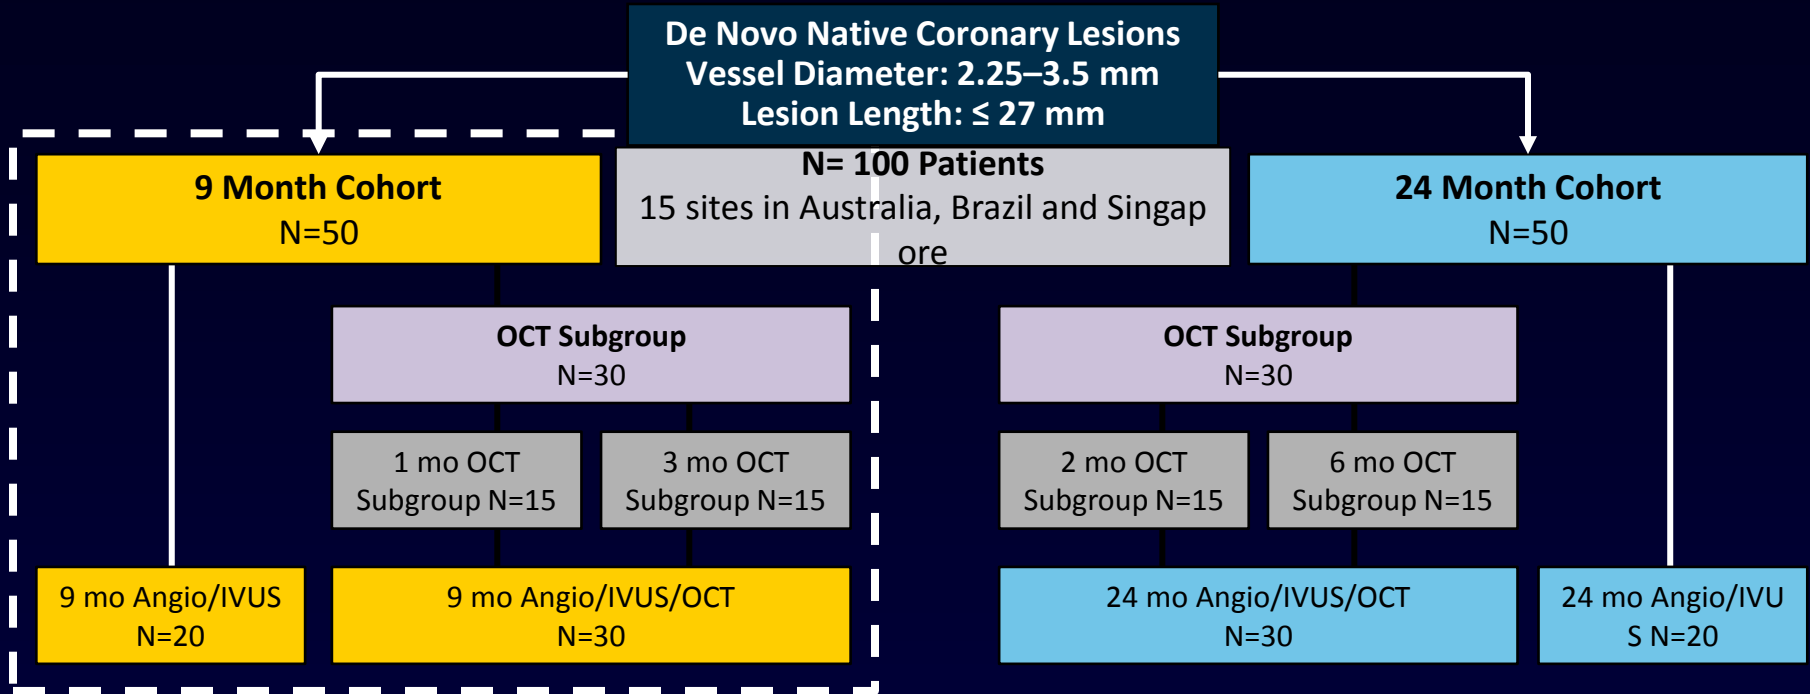 De Novo Native Coronary Lesions
Vessel Diameter: 2.25–3.5 mm
Lesion Length: ≤ 27 mm
N= 100 Patients
15 sites in Australia, Brazil and Singap
ore
9 Month Cohort
N=50
24 Month Cohort
N=50
OCT Subgroup
N=30
OCT Subgroup
N=30
1 mo OCT
Subgroup N=15
3 mo OCT
Subgroup N=15
2 mo OCT
Subgroup N=15
6 mo OCT
Subgroup N=15
9 mo Angio/IVUS
N=20
9 mo Angio/IVUS/OCT
N=30
24 mo Angio/IVUS/OCT
N=30
24 mo Angio/IVU
S N=20